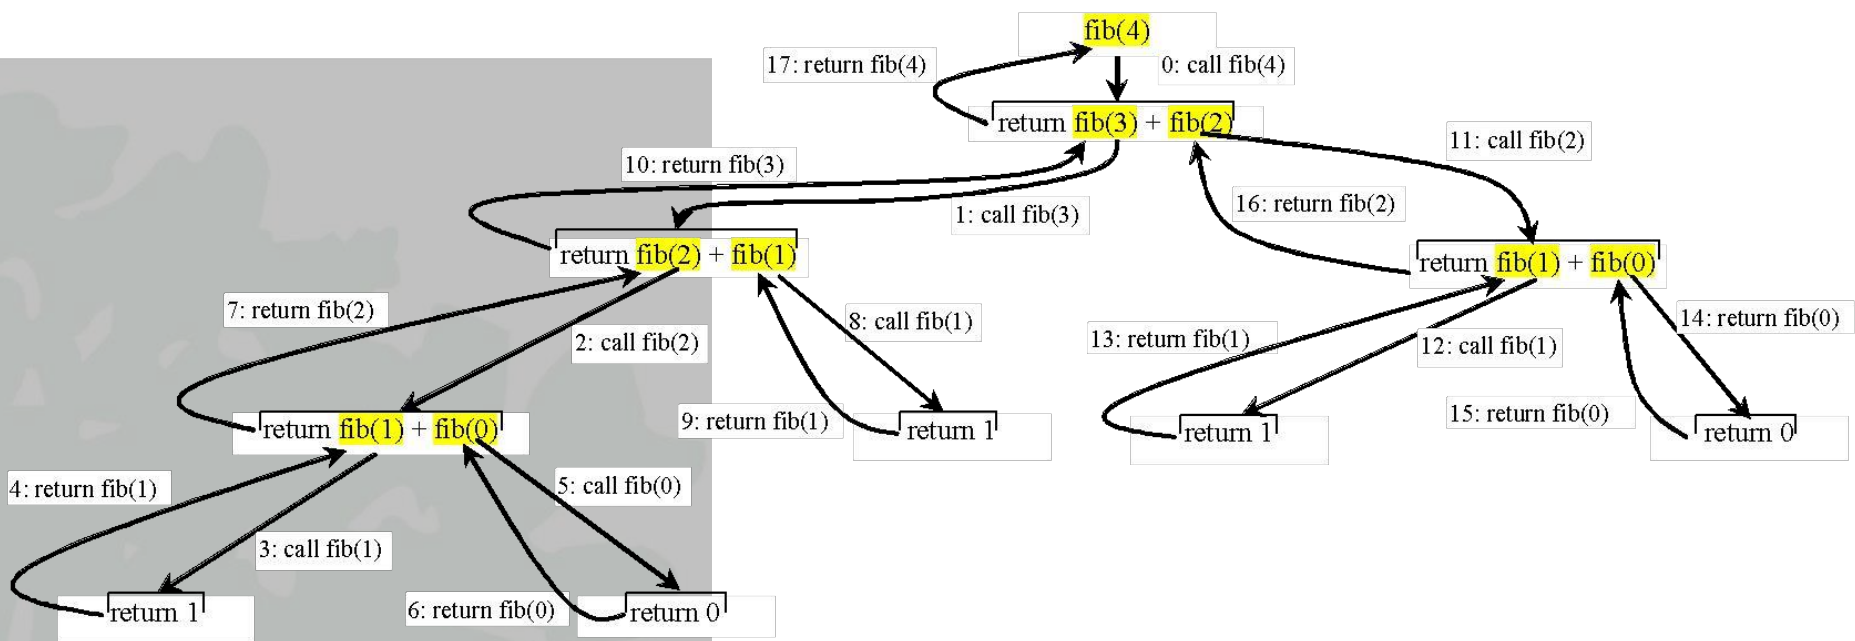 fib(4)
17: return fib(4)
0: call fib(4)
return fib(3) + fib(2)
11: call fib(2)
10: return fib(3)
16: return fib(2)
1: call fib(3)
return fib(2) + fib(1)
return fib(1) + fib(0)
7: return fib(2)
8: call fib(1)
14: return fib(0)
2: call fib(2)
13: return fib(1)
12: call fib(1)
9: return fib(1)
15: return fib(0)
return fib(1) + fib(0)
return 1
return 1
return 0
4: return fib(1)
5: call fib(0)
3: call fib(1)
6: return fib(0)
return 1
return 0